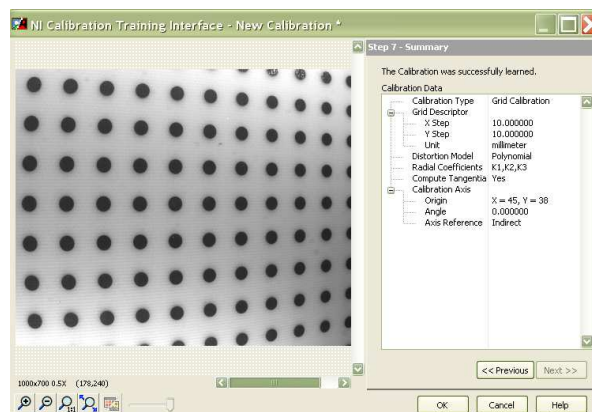 NI Calibration Training Interface - New Calibration *
Step 7 - Summary
The Calibration was successfully learned.
Calibration Data
Calibration Type Grid Calibration
Grid Descriptor
X Step 10.000000
Y Step 10.000000
Unit millimeter
Distortion Model Polynomial
Radial Coefficients K1,K2,K3
Compute Tangentia Yes
Calibration Axis
Origin X = 45, Y = 38
Angle 0.000000
Axis Reference Indirect
<< Previous Next >>
1000x700 0.5X (178,240)
1:1
OK Cancel Help